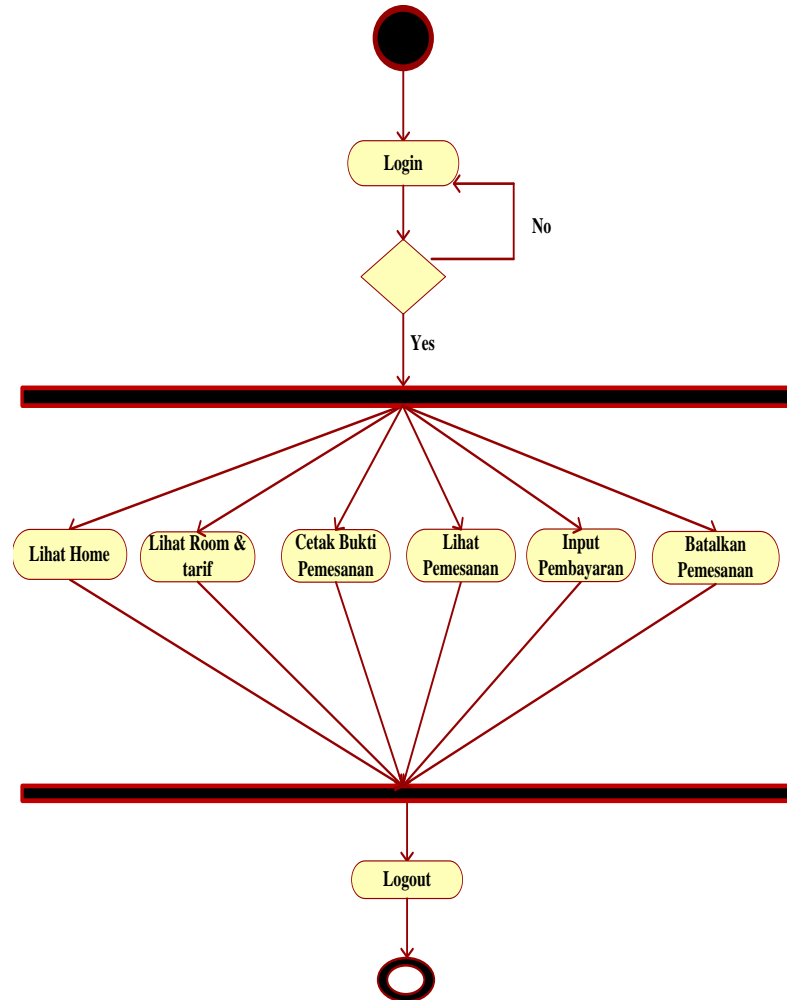 Login
No
Yes
Lihat Home
Lihat Room &
tarif
Cetak Bukti
Pemesanan
Lihat
Pemesanan
Input
Pembayaran
Batalkan
Pemesanan
Logout